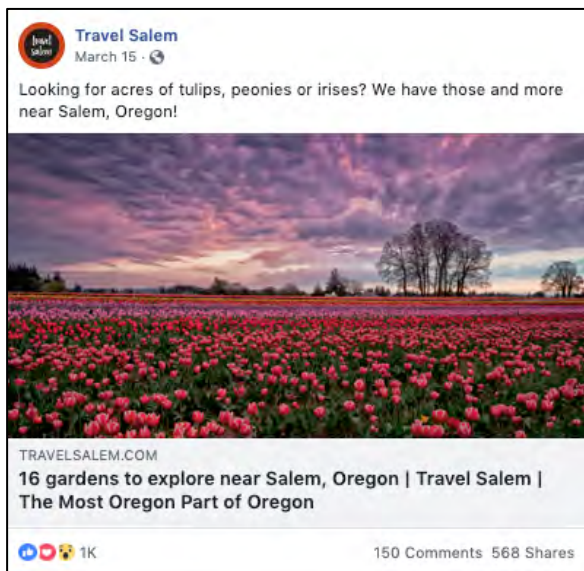 travel
salem
Travel Salem
March 15 ·
Looking for acres of tulips, peonies or irises? We have those and more
near Salem, Oregon!
TRAVELSALEM.COM
16 gardens to explore near Salem, Oregon | Travel Salem |
The Most Oregon Part of Oregon
1K
150 Comments 568 Shares